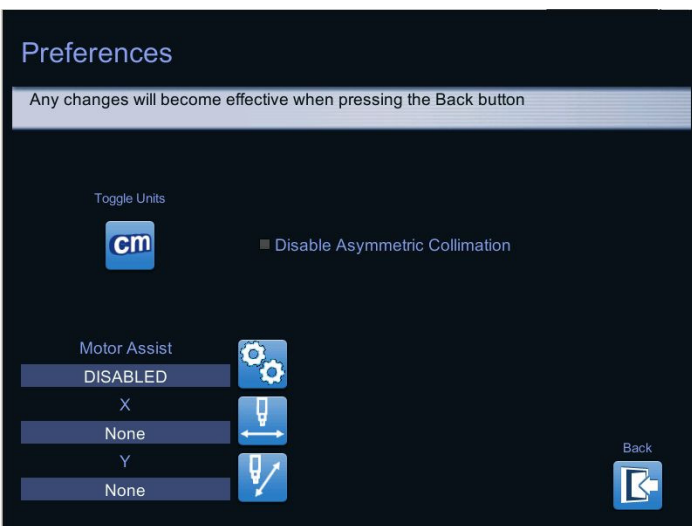 Preferences
Any changes will become effective when pressing the Back button
Toggle Units
cm
Disable Asymmetric Collimation
Motor Assist
DISABLED
X
None
Y
None
Back